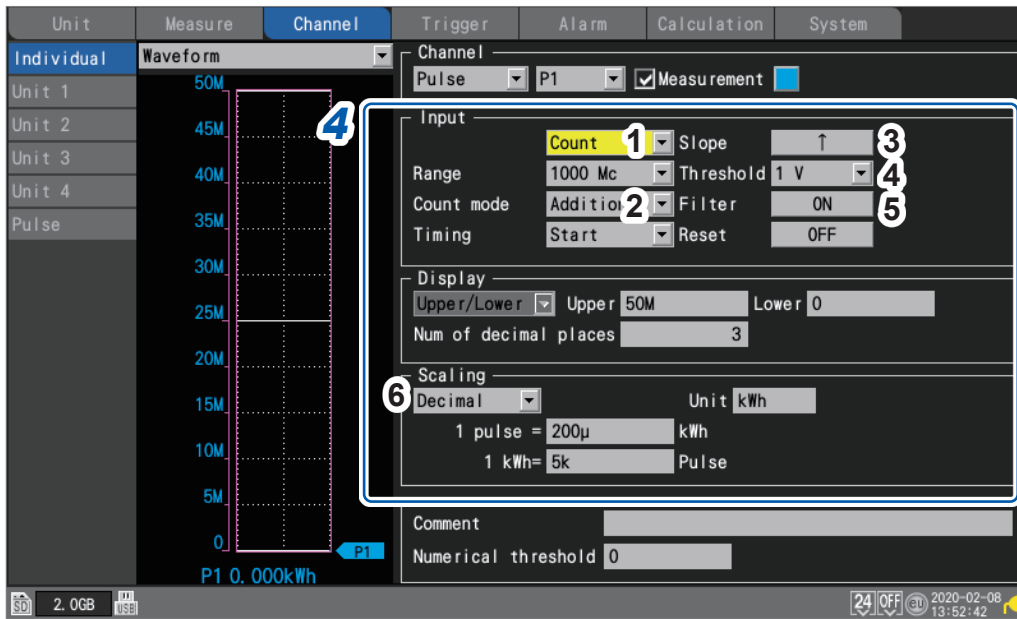 Unit Measure Channel Trigger Alarm Calculation System
Individual
Unit 1
Unit 2
Unit 3
Unit 4
Pulse
Waveform
50M
45M
40M
35M
30M
25M
20M
15M
10M
5M
0
P1
P1 0.000kWh
Channel
Pulse P1 Measurement
4
Input
Count 1 Slope ↑ 3
Range 1000 Mc Threshold 1 V 4
Count mode Addition 2 Filter ON 5
Timing Start Reset OFF
Display
Upper/Lower Upper 50M Lower 0
Num of decimal places 3
Scaling
6 Decimal Unit kWh
1 pulse = 200µ kWh
1 kWh= 5k Pulse
Comment
Numerical threshold 0
SD 2.0GB USB 24 OFF eu 2020-02-08
13:52:42